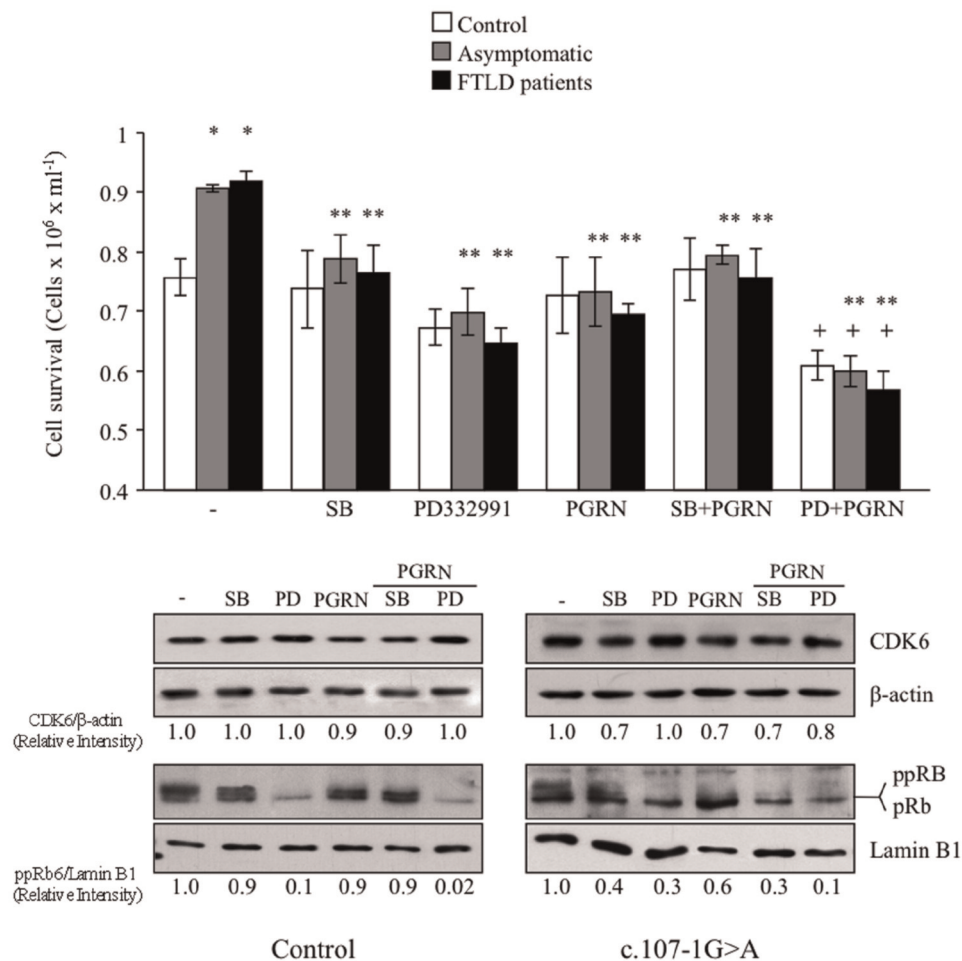 Control
Asymptomatic
FTLD patients
Cell survival (Cells x 10⁶ x ml⁻¹)
1
0.9
0.8
0.7
0.6
0.5
0.4
* *
** **
** **
** **
** **
** **
+ + +
- SB PD332991 PGRN SB+PGRN PD+PGRN
PGRN
- SB PD PGRN SB PD
PGRN
- SB PD PGRN SB PD
CDK6
β-actin
CDK6/β-actin
(Relative Intensity)
1.0 1.0 1.0 0.9 0.9 1.0
1.0 0.7 1.0 0.7 0.7 0.8
ppRB
pRb
Lamin B1
ppRb6/Lamin B1
(Relative Intensity)
1.0 0.9 0.1 0.9 0.9 0.02
1.0 0.4 0.3 0.6 0.3 0.1
Control
c.107-1G>A